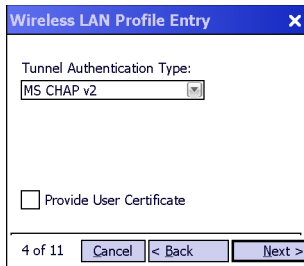 Wireless LAN Profile Entry
Tunnel Authentication Type:
MS CHAP v2
Provide User Certificate
4 of 11 Cancel < Back Next >